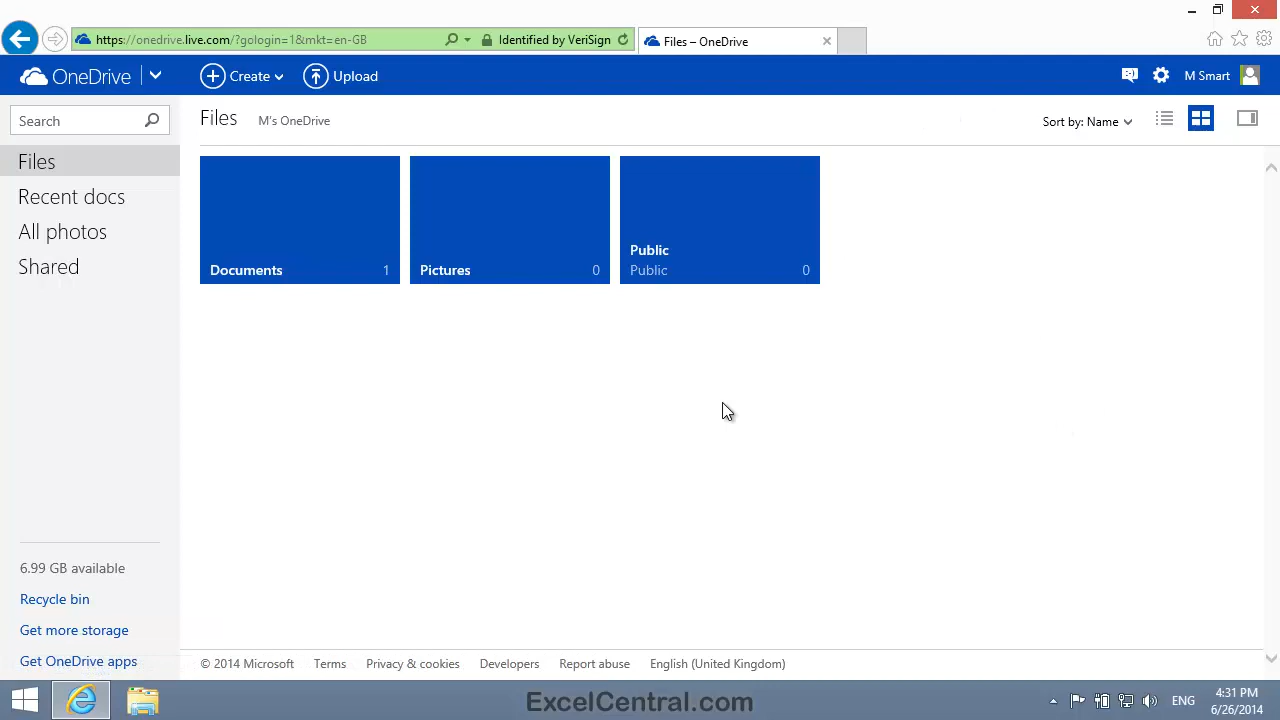 https://onedrive.live.com/?gologin=1&mkt=en-GB
Identified by VeriSign
Files – OneDrive
OneDrive
Create
Upload
M Smart
Search
Files
M's OneDrive
Sort by: Name
Files
Recent docs
All photos
Shared
Documents 1
Pictures 0
Public
Public 0
6.99 GB available
Recycle bin
Get more storage
Get OneDrive apps
© 2014 Microsoft Terms Privacy & cookies Developers Report abuse English (United Kingdom)
ExcelCentral.com
ENG
4:31 PM
6/26/2014